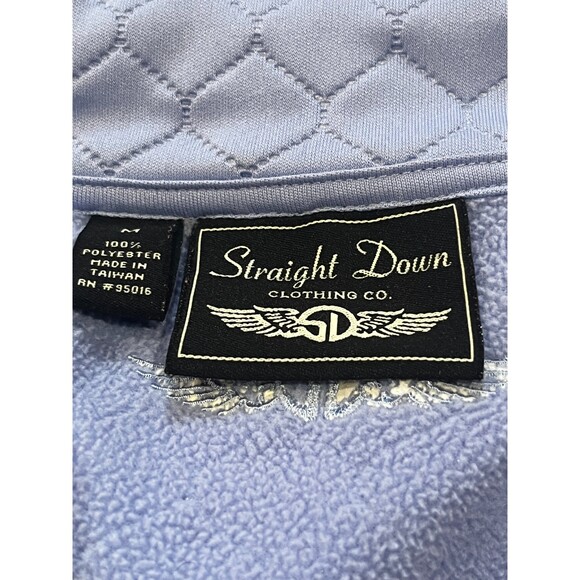 M
100%
POLYESTER
MADE IN
TAIWAN
RN #95016
Straight Down
CLOTHING CO.
SD